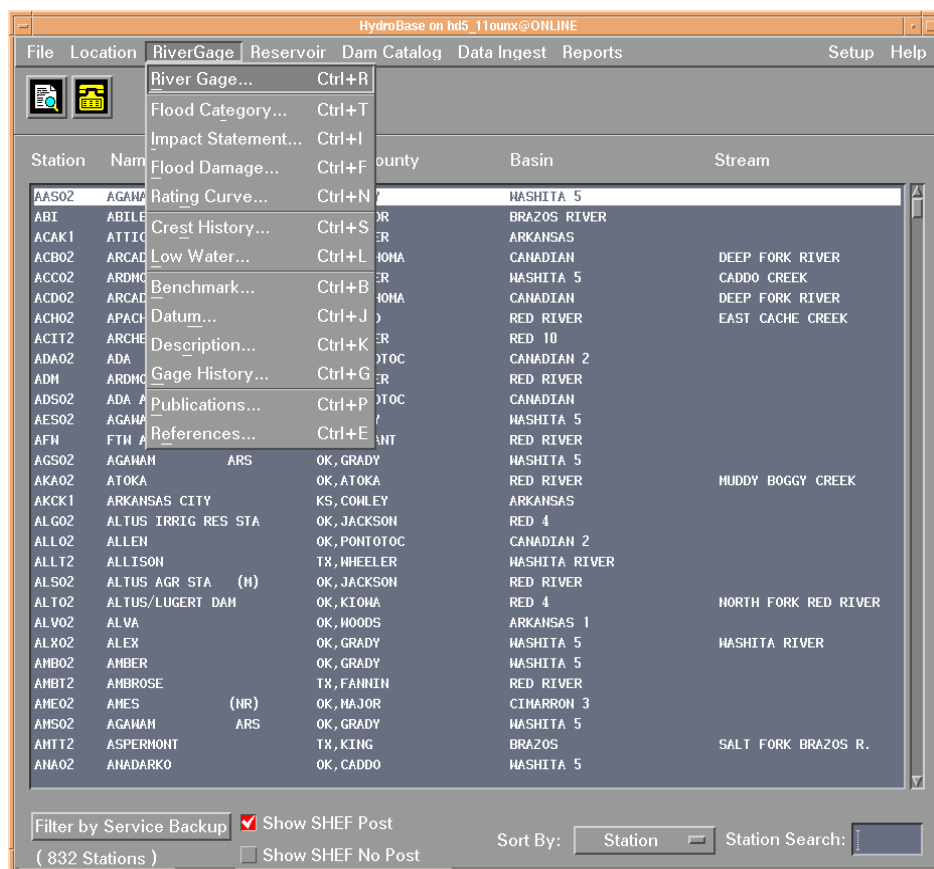 HydroBase on hd5_11ounx@ONLINE
File Location RiverGage Reservoir Dam Catalog Data Ingest Reports Setup Help
River Gage... Ctrl+R
Flood Category... Ctrl+T
Impact Statement... Ctrl+I
Flood Damage... Ctrl+F
Rating Curve... Ctrl+N
Crest History... Ctrl+S
Low Water... Ctrl+L
Benchmark... Ctrl+B
Datum... Ctrl+J
Description... Ctrl+K
Gage History... Ctrl+G
Publications... Ctrl+P
References... Ctrl+E
Station Basin Stream
AASO2 WASHITA 5
ABI BRAZOS RIVER
ACAK1 ARKANSAS
ACBO2 CANADIAN DEEP FORK RIVER
ACCO2 WASHITA 5 CADDO CREEK
ACDO2 CANADIAN DEEP FORK RIVER
ACHO2 RED RIVER EAST CACHE CREEK
ACIT2 RED 10
ADAO2 ADA CANADIAN 2
ADM RED RIVER
ADSO2 ADA CANADIAN
AESO2 WASHITA 5
AFW FTW RED RIVER
AGSO2 AGAWAM ARS OK,GRADY WASHITA 5
AKAO2 ATOKA OK,ATOKA RED RIVER MUDDY BOGGY CREEK
AKCK1 ARKANSAS CITY KS,COWLEY ARKANSAS
ALGO2 ALTUS IRRIG RES STA OK,JACKSON RED 4
ALLO2 ALLEN OK,PONTOTOC CANADIAN 2
ALLT2 ALLISON TX,WHEELER WASHITA RIVER
ALSO2 ALTUS AGR STA (M) OK,JACKSON RED RIVER
ALTO2 ALTUS/LUGERT DAM OK,KIOWA RED 4 NORTH FORK RED RIVER
ALVO2 ALVA OK,WOODS ARKANSAS 1
ALXO2 ALEX OK,GRADY WASHITA 5 WASHITA RIVER
AMBO2 AMBER OK,GRADY WASHITA 5
AMBT2 AMBROSE TX,FANNIN RED RIVER
AMEO2 AMES (NR) OK,MAJOR CIMARRON 3
AMSO2 AGAWAM ARS OK,GRADY WASHITA 5
AMTT2 ASPERMONT TX,KING BRAZOS SALT FORK BRAZOS R.
ANAO2 ANADARKO OK,CADDO WASHITA 5
Filter by Service Backup Show SHEF Post
Sort By: Station Station Search:
( 832 Stations ) Show SHEF No Post